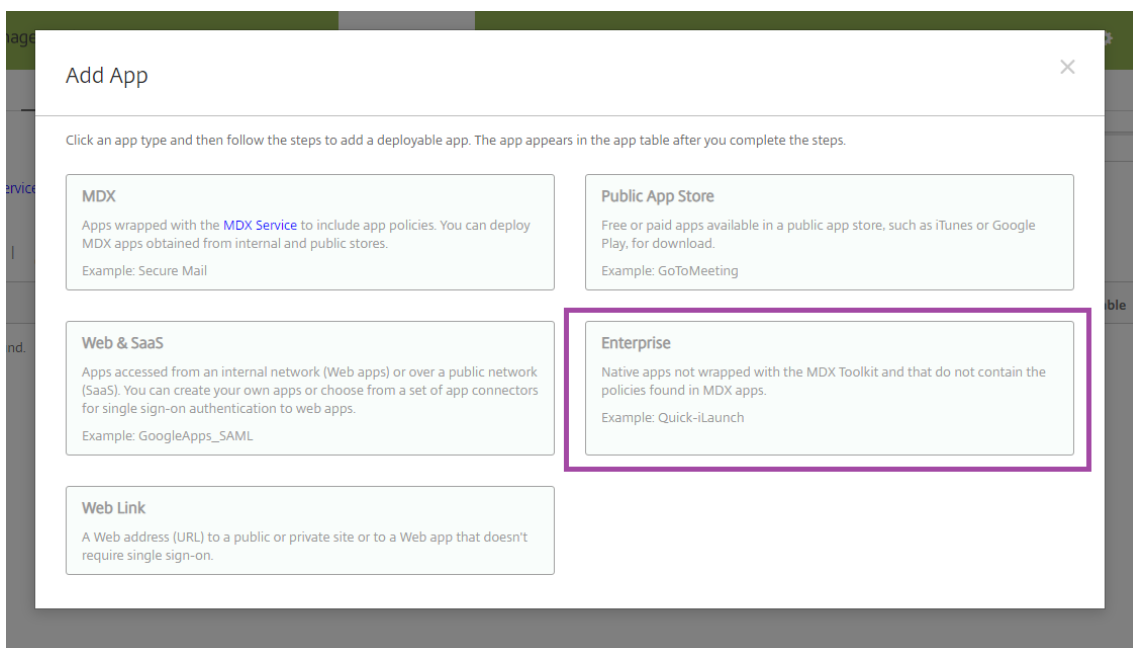 nage
Add App
Click an app type and then follow the steps to add a deployable app. The app appears in the app table after you complete the steps.
ervice
MDX
Apps wrapped with the MDX Service to include app policies. You can deploy
MDX apps obtained from internal and public stores.
Example: Secure Mail
Public App Store
Free or paid apps available in a public app store, such as iTunes or Google
Play, for download.
Example: GoToMeeting
ble
nd.
Web & SaaS
Apps accessed from an internal network (Web apps) or over a public network
(SaaS). You can create your own apps or choose from a set of app connectors
for single sign-on authentication to web apps.
Example: GoogleApps_SAML
Enterprise
Native apps not wrapped with the MDX Toolkit and that do not contain the
policies found in MDX apps.
Example: Quick-iLaunch
Web Link
A Web address (URL) to a public or private site or to a Web app that doesn't
require single sign-on.